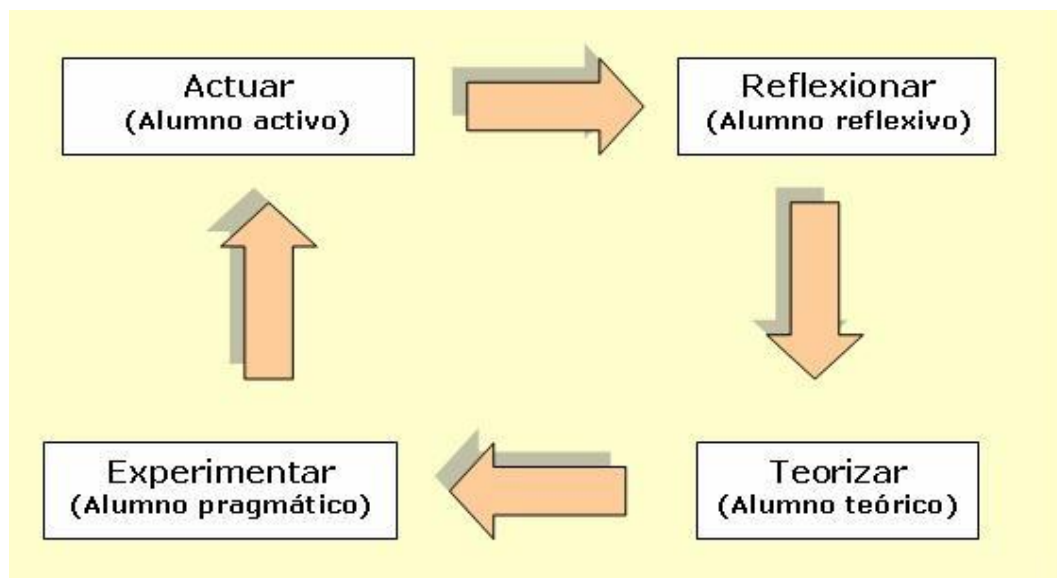 Actuar
(Alumno activo)
Reflexionar
(Alumno reflexivo)
Experimentar
(Alumno pragmático)
Teorizar
(Alumno teórico)